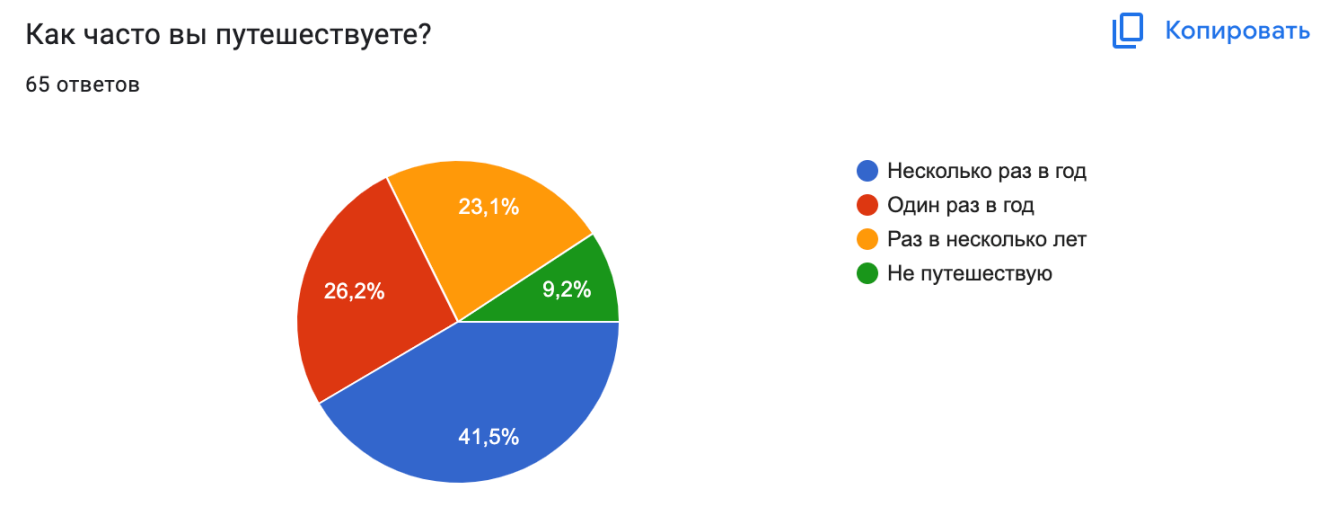 Как часто вы путешествуете?
Копировать
65 ответов
23,1%
26,2%
9,2%
41,5%
Несколько раз в год
Один раз в год
Раз в несколько лет
Не путешествую